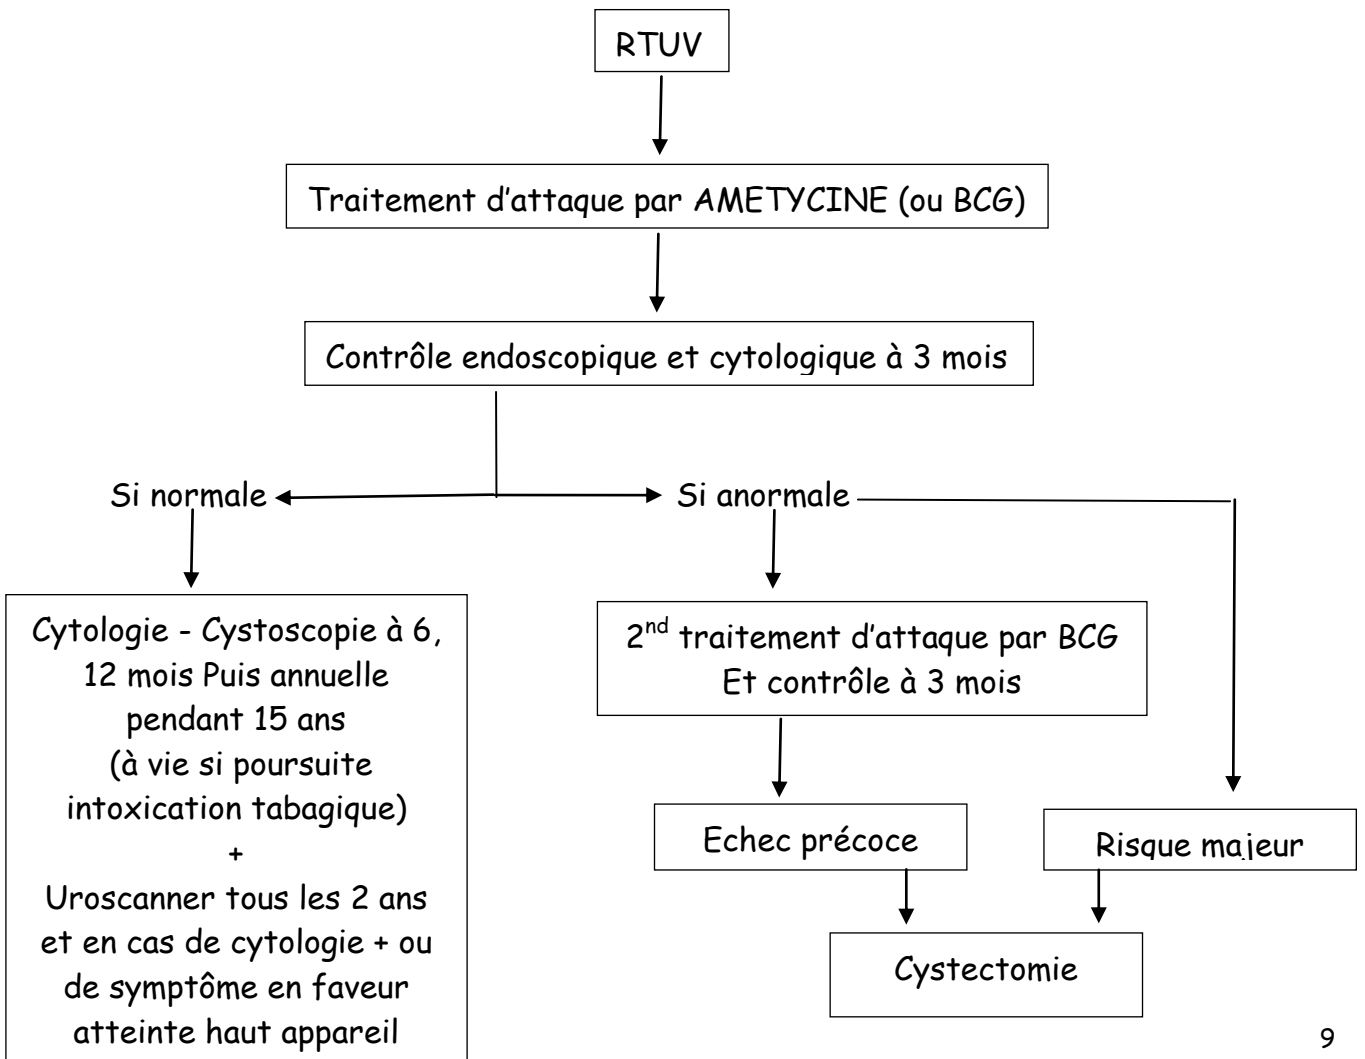 RTUV
Traitement d'attaque par AMETYCINE (ou BCG)
Contrôle endoscopique et cytologique à 3 mois
Si normale
Si anormale
Cytologie - Cystoscopie à 6,
12 mois Puis annuelle
pendant 15 ans
(à vie si poursuite
intoxication tabagique)
+
Uroscanner tous les 2 ans
et en cas de cytologie + ou
de symptôme en faveur
atteinte haut appareil
2nd traitement d'attaque par BCG
Et contrôle à 3 mois
Echec précoce
Risque majeur
Cystectomie
9